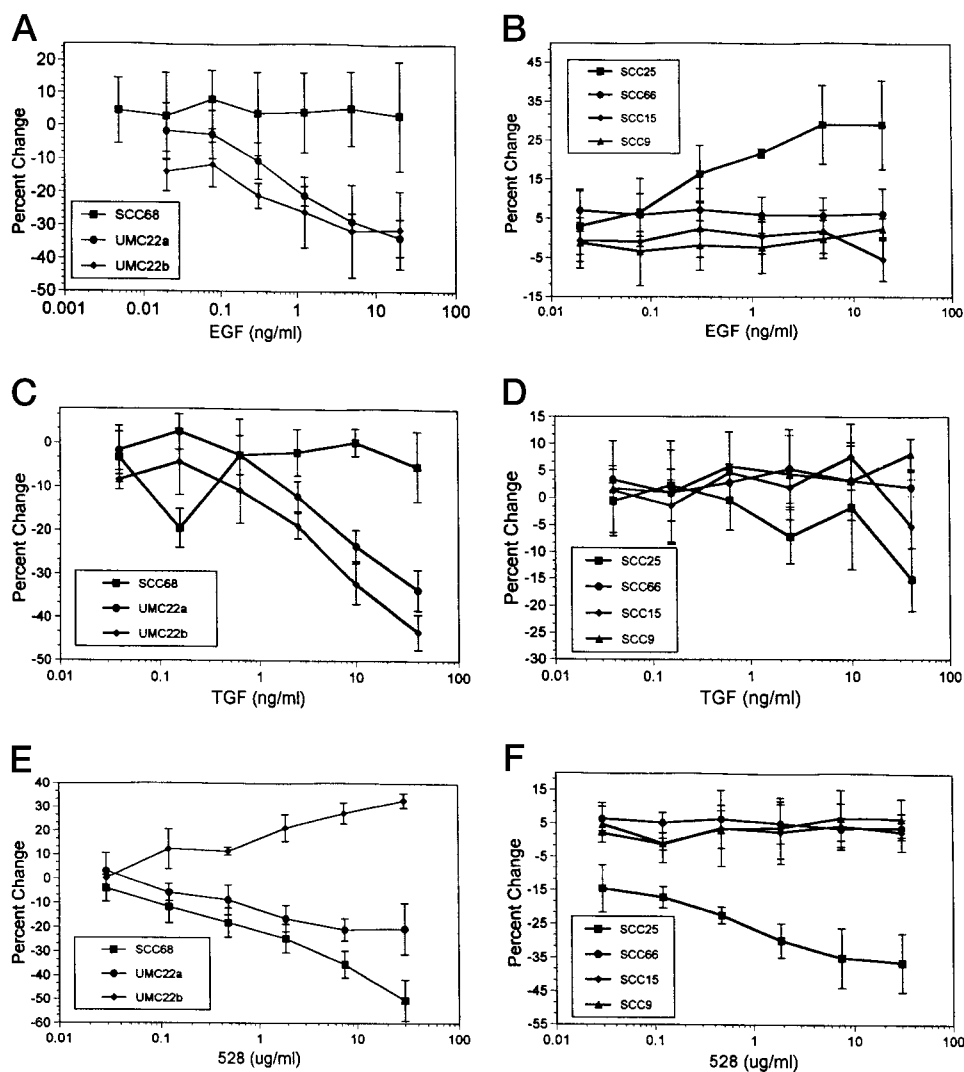 A
20
10
0
-10
-20
-30
-40
-50
Percent Change
SCC68
UMC22a
UMC22b
0.001
0.01
0.1
1
10
100
EGF (ng/ml)
B
45
35
25
15
5
-5
-15
Percent Change
SCC25
SCC66
SCC15
SCC9
0.01
0.1
1
10
100
EGF (ng/ml)
C
0
-10
-20
-30
-40
-50
Percent Change
SCC68
UMC22a
UMC22b
0.01
0.1
1
10
100
TGF (ng/ml)
D
15
10
5
0
-5
-10
-15
-20
-25
-30
Percent Change
SCC25
SCC66
SCC15
SCC9
0.01
0.1
1
10
100
TGF (ng/ml)
E
40
30
20
10
0
-10
-20
-30
-40
-50
-60
Percent Change
SCC68
UMC22a
UMC22b
0.01
0.1
1
10
100
528 (ug/ml)
F
15
5
-5
-15
-25
-35
-45
-55
Percent Change
SCC25
SCC66
SCC15
SCC9
0.01
0.1
1
10
100
528 (ug/ml)